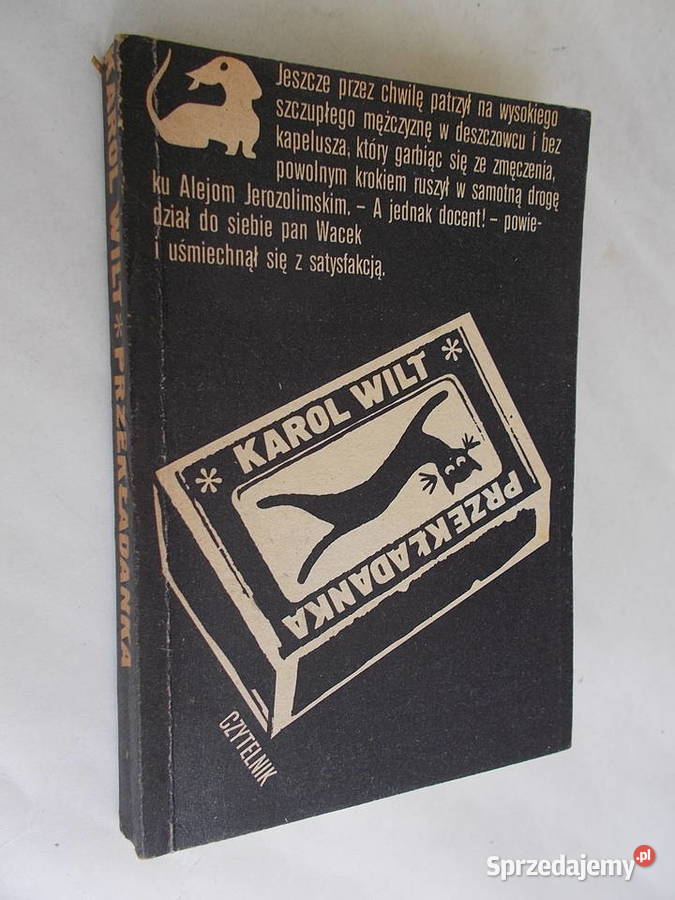 Jeszcze przez chwilę patrzył na wysokiego
szczupłego mężczyznę w deszczowcu i bez
kapelusza, który garbiąc się ze zmęczenia,
powolnym krokiem ruszył w samotną drogę
ku Alejom Jerozolimskim. – A jednak docent! – powie-
dział do siebie pan Wacek
i uśmiechnął się z satysfakcją.
* KAROL WILT *
PRZEKŁADANKA
CZYTELNIK
KAROL WILT * PRZEKŁADANKA
Sprzedajemy.pl